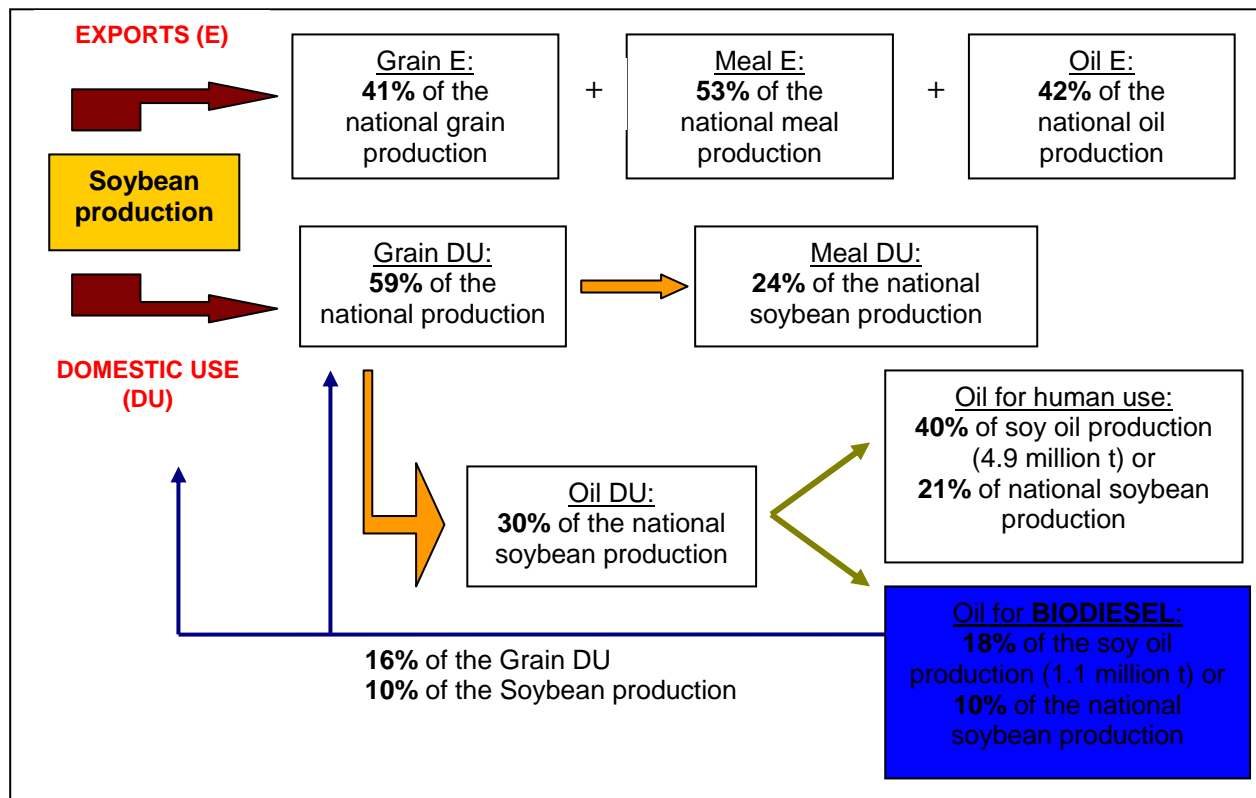 EXPORTS (E)
Grain E:
41% of the
national grain
production
+
Meal E:
53% of the
national meal
production
+
Oil E:
42% of the
national oil
production
Soybean
production
Grain DU:
59% of the
national production
Meal DU:
24% of the national
soybean production
DOMESTIC USE
(DU)
Oil DU:
30% of the national
soybean production
Oil for human use:
40% of soy oil production
(4.9 million t) or
21% of national soybean
production
Oil for BIODIESEL:
18% of the soy oil
production (1.1 million t) or
10% of the national
soybean production
16% of the Grain DU
10% of the Soybean production